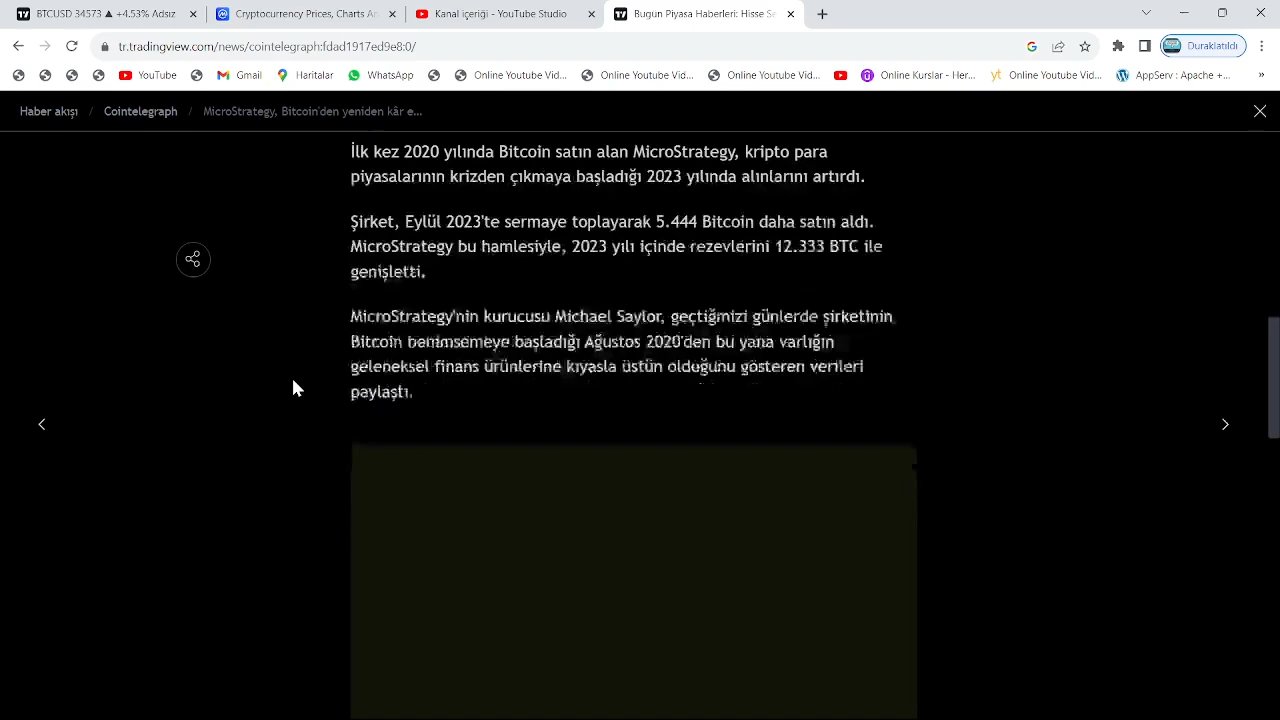 BTCUSD 34573 ▲ +4.53% Adsız
Cryptocurrency Prices, Charts An
Kanal içeriği - YouTube Studio
Bugün Piyasa Haberleri: Hisse Se
tr.tradingview.com/news/cointelegraph:fdad1917ed9e8:0/
Duraklatıldı
YouTube
Gmail
Haritalar
WhatsApp
Online Youtube Vid...
Online Youtube Vid...
Online Youtube Vid...
Online Kurslar - Her...
Online Youtube Vid...
AppServ : Apache +...
Haber akışı / Cointelegraph / MicroStrategy, Bitcoin'den yeniden kâr e...
İlk kez 2020 yılında Bitcoin satın alan MicroStrategy, kripto para
piyasalarının krizden çıkmaya başladığı 2023 yılında alınlarını artırdı.
Şirket, Eylül 2023'te sermaye toplayarak 5.444 Bitcoin daha satın aldı.
MicroStrategy bu hamlesiyle, 2023 yılı içinde rezevlerini 12.333 BTC ile
genişletti.
MicroStrategy'nin kurucusu Michael Saylor, geçtiğimizi günlerde şirketinin
Bitcoin benimsemeye başladığı Ağustos 2020'den bu yana varlığın
geleneksel finans ürünlerine kıyasla üstün olduğunu gösteren verileri
paylaştı.